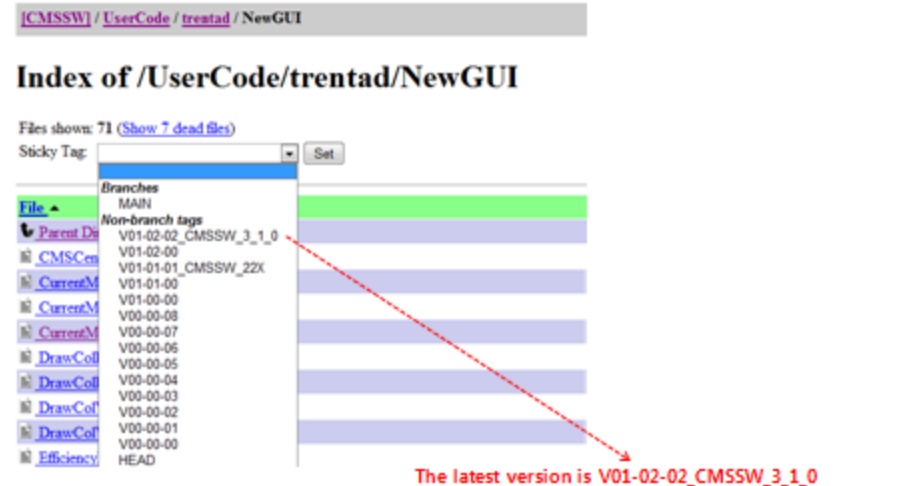 [CMSSW] / UserCode / trentad / NewGUI
Index of /UserCode/trentad/NewGUI
Files shown: 71 (Show 7 dead files)
Sticky Tag: Set
Branches
MAIN
Non-branch tags
V01-02-02_CMSSW_3_1_0
V01-02-00
V01-01-01_CMSSW_22X
V01-01-00
V01-00-00
V00-00-08
V00-00-07
V00-00-06
V00-00-05
V00-00-04
V00-00-03
V00-00-02
V00-00-01
V00-00-00
HEAD
File
Parent Di
CMSCen
CurrentM
CurrentM
CurrentM
DrawColl
DrawColl
DrawCol
DrawCol
Efficiency
The latest version is V01-02-02_CMSSW_3_1_0